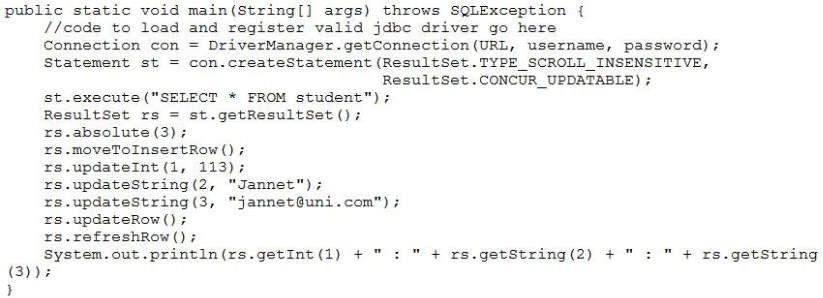 public static void main(String[] args) throws SQLException {
    //code to load and register valid jdbc driver go here
    Connection con = DriverManager.getConnection(URL, username, password);
    Statement st = con.createStatement(ResultSet.TYPE_SCROLL_INSENSITIVE,
                                       ResultSet.CONCUR_UPDATABLE);
    st.execute("SELECT * FROM student");
    ResultSet rs = st.getResultSet();
    rs.absolute(3);
    rs.moveToInsertRow();
    rs.updateInt(1, 113);
    rs.updateString(2, "Jannet");
    rs.updateString(3, "jannet@uni.com");
    rs.updateRow();
    rs.refreshRow();
    System.out.println(rs.getInt(1) + " : " + rs.getString(2) + " : " + rs.getString
(3));
}